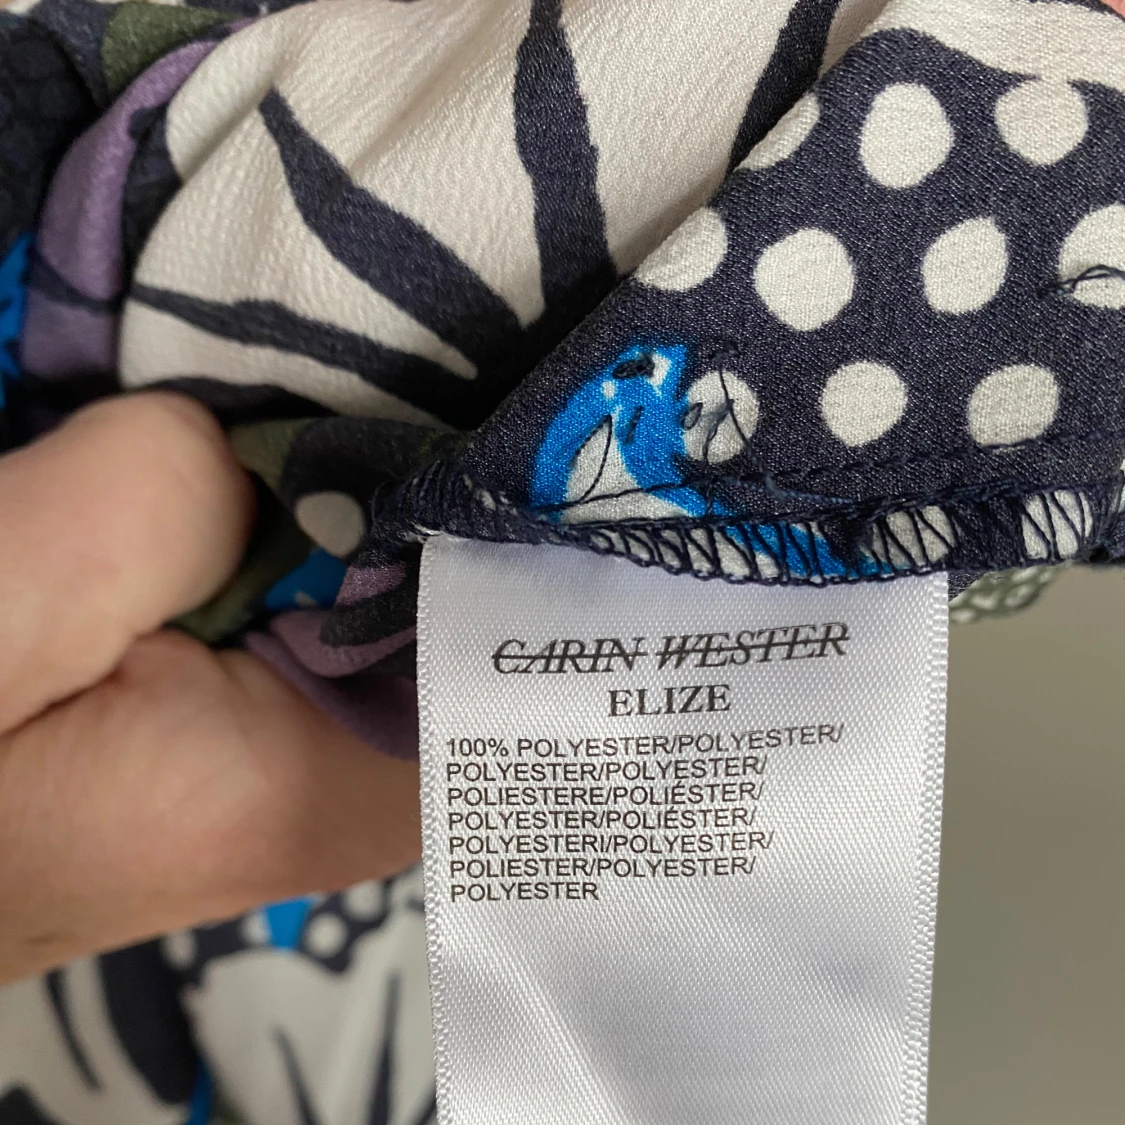 CARIN WESTER
ELIZE
100% POLYESTER/POLYESTER/
POLYESTER/POLYESTER/
POLIESTERE/POLIÉSTER/
POLYESTER/POLIÉSTER/
POLYESTERI/POLYESTER/
POLIESTER/POLYESTER/
POLYESTER